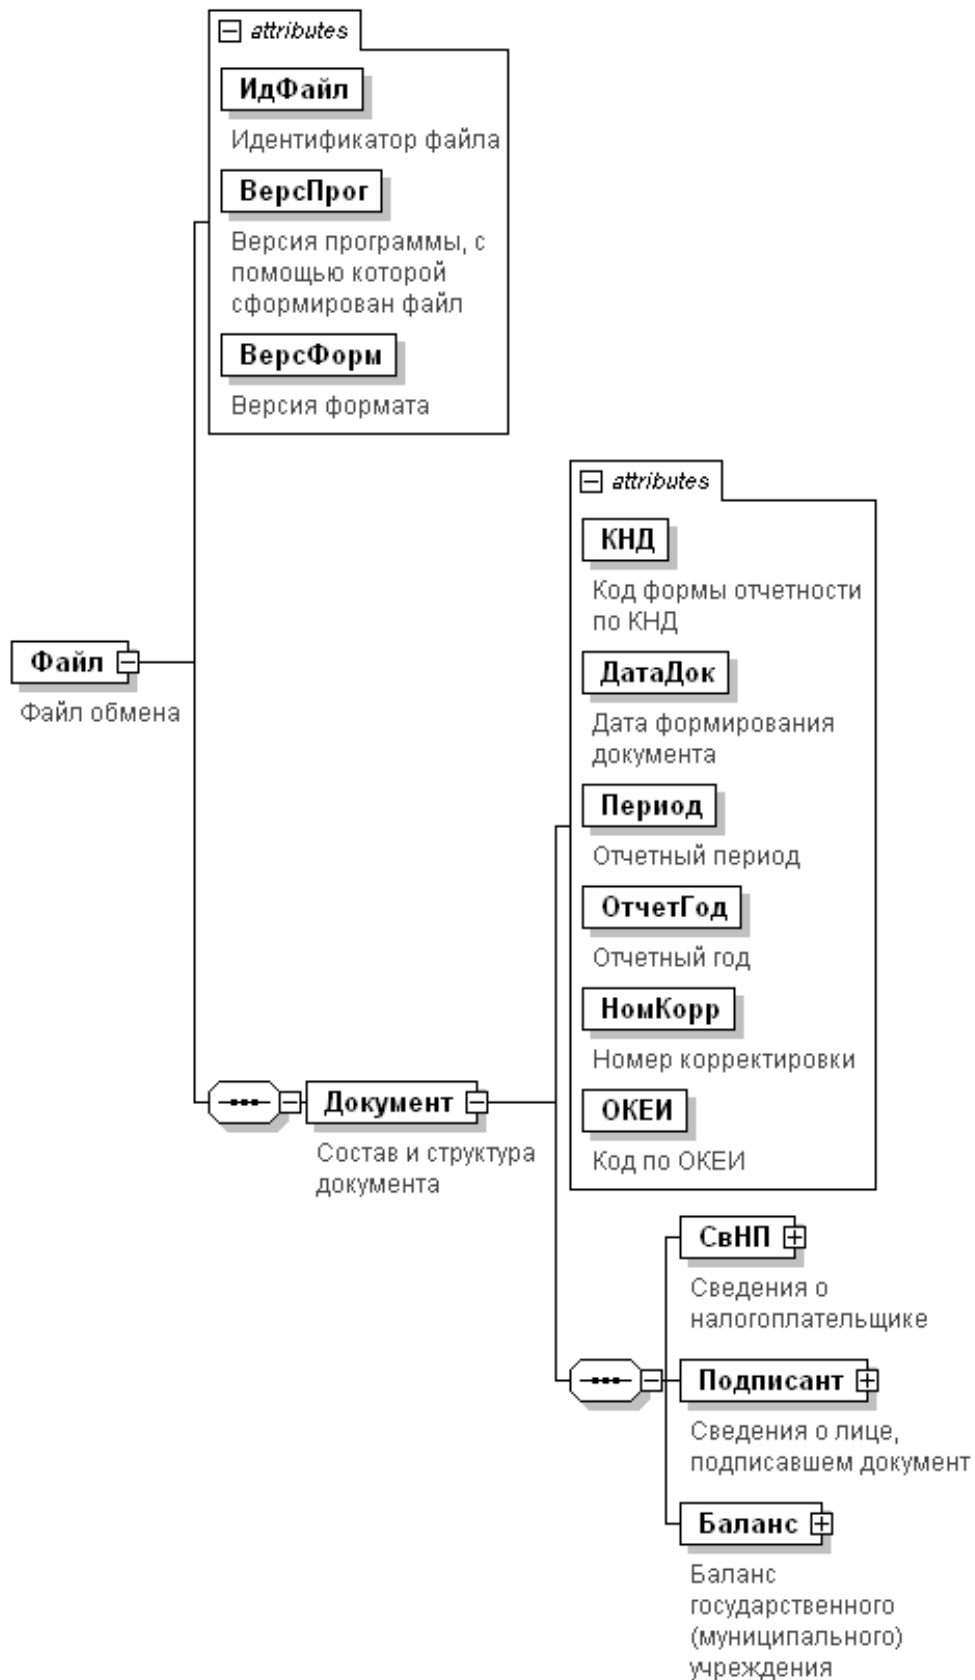 attributes
ИдФайл
Идентификатор файла
ВерсПрог
Версия программы, с
помощью которой
сформирован файл
ВерсФорм
Версия формата
attributes
КНД
Код формы отчетности
по КНД
Файл
Файл обмена
ДатаДок
Дата формирования
документа
Период
Отчетный период
ОтчетГод
Отчетный год
НомКорр
Номер корректировки
Документ
Состав и структура
документа
ОКЕИ
Код по ОКЕИ
СвНП
Сведения о
налогоплательщике
Подписант
Сведения о лице,
подписавшем документ
Баланс
Баланс
государственного
(муниципального)
учреждения